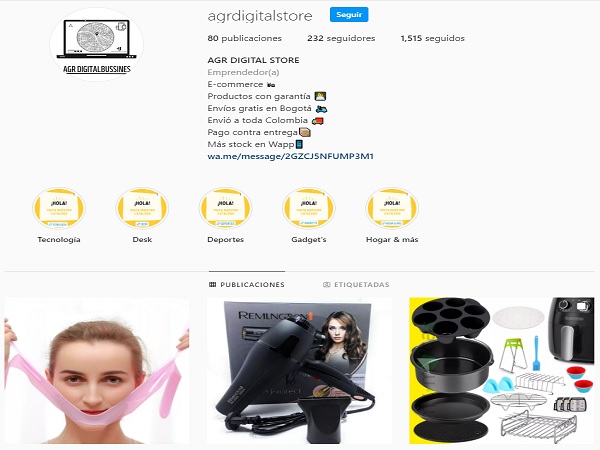 agrdigitalstore Seguir
80 publicaciones 232 seguidores 1,515 seguidos
AGR DIGITALBUSSINES
AGR DIGITAL STORE
Emprendedor(a)
E-commerce
Productos con garantía
Envíos gratis en Bogotá
Envió a toda Colombia
Pago contra entrega
Más stock en Wapp
wa.me/message/2GZCJ5NFUMP3M1
¡HOLA! ¡HOLA! ¡HOLA! ¡HOLA! ¡HOLA!
Tecnología Desk Deportes Gadget's Hogar & más
PUBLICACIONES ETIQUETADAS
REMINGTON